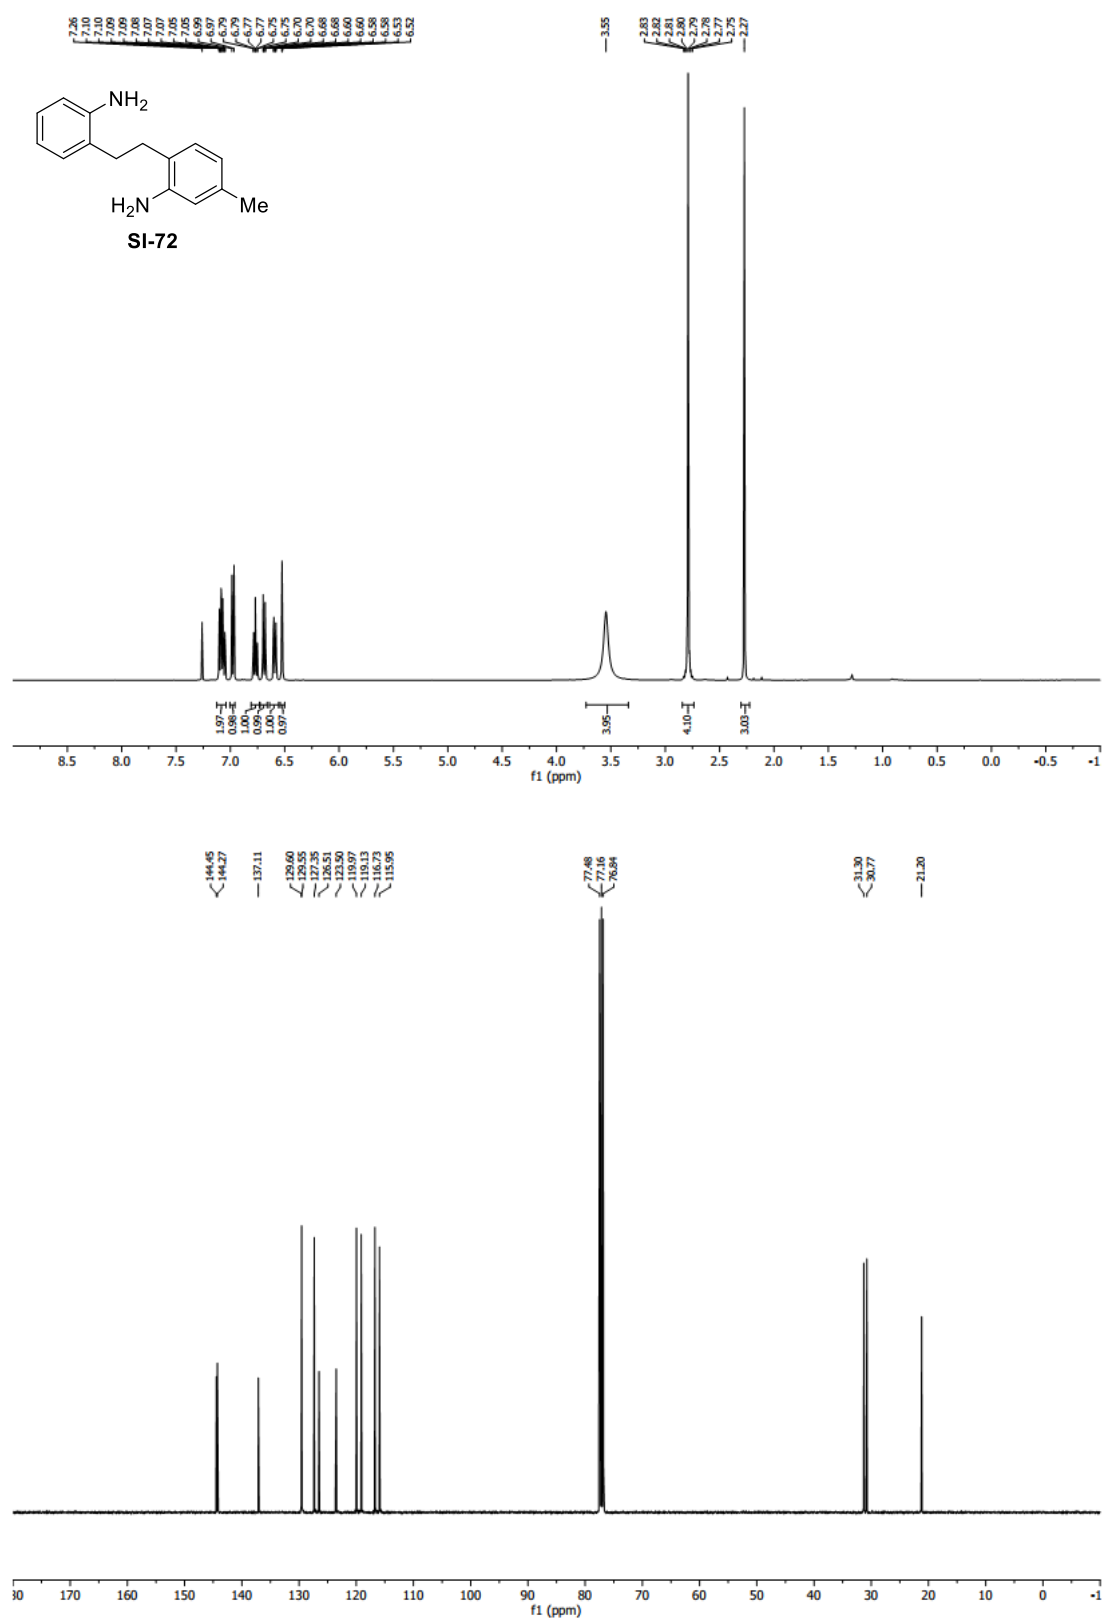 7.26 7.10 7.10 7.09 7.09 7.08 7.07 7.07 7.05 7.05 6.99 6.97 6.79 6.79 6.77 6.77 6.75 6.75 6.70 6.70 6.68 6.68 6.60 6.60 6.58 6.58 6.53 6.52 3.55 2.83 2.82 2.81 2.80 2.79 2.78 2.77 2.75 2.27
NH2
H2N
Me
SI-72
1.97 0.98 1.00 0.99 1.00 0.97 3.95 4.10 3.03
8.5 8.0 7.5 7.0 6.5 6.0 5.5 5.0 4.5 4.0 3.5 3.0 2.5 2.0 1.5 1.0 0.5 0.0 -0.5 -1
f1 (ppm)
144.45 144.27 137.11 129.60 129.55 127.35 126.51 123.50 119.97 119.13 116.73 115.95 77.48 77.16 76.84 31.30 30.77 21.20
30 170 160 150 140 130 120 110 100 90 80 70 60 50 40 30 20 10 0 -1
f1 (ppm)